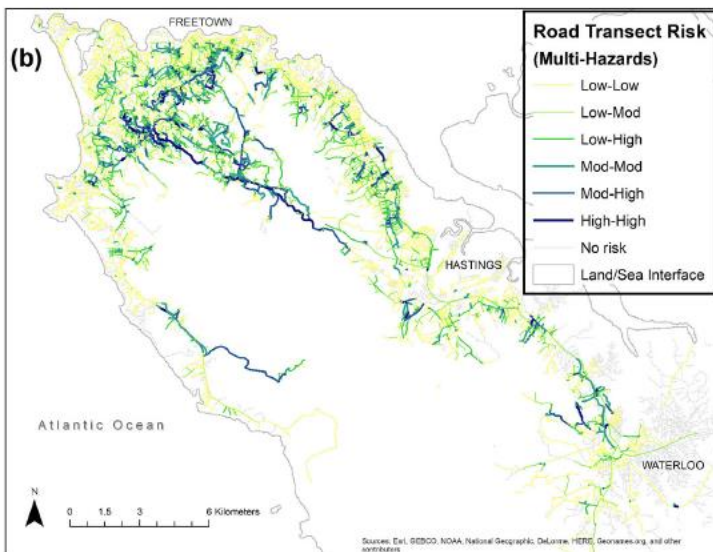 FREETOWN
(b)
Road Transect Risk
(Multi-Hazards)
Low-Low
Low-Mod
Low-High
Mod-Mod
Mod-High
High-High
No risk
Land/Sea Interface
HASTINGS
Atlantic Ocean
WATERLOO
N
0 1.5 3 6 Kilometers
Sources: Esri, GEBCO, NOAA, National Geographic, DeLorme, HERE, Geonames.org, and other
contributors